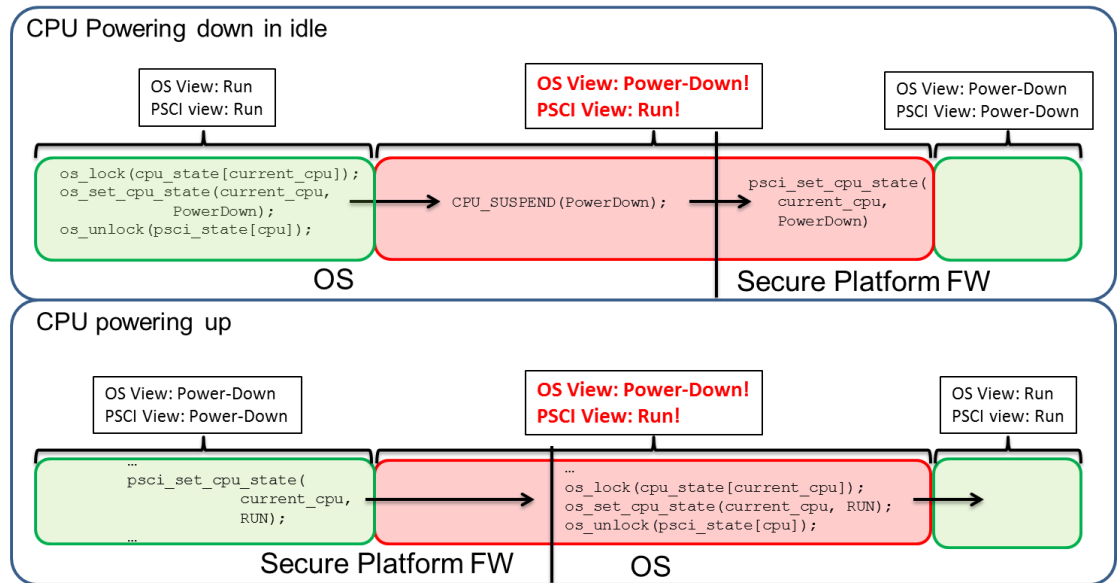 CPU Powering down in idle
OS View: Run
PSCI view: Run
OS View: Power-Down!
PSCI View: Run!
OS View: Power-Down
PSCI View: Power-Down
os_lock(cpu_state[current_cpu]);
os_set_cpu_state(current_cpu,
PowerDown);
os_unlock(psci_state[cpu]);
CPU_SUSPEND(PowerDown);
psci_set_cpu_state(
current_cpu,
PowerDown)
OS
Secure Platform FW
CPU powering up
OS View: Power-Down
PSCI View: Power-Down
OS View: Power-Down!
PSCI View: Run!
OS View: Run
PSCI view: Run
…
psci_set_cpu_state(
current_cpu,
RUN);
…
…
os_lock(cpu_state[current_cpu]);
os_set_cpu_state(current_cpu, RUN);
os_unlock(psci_state[cpu]);
Secure Platform FW
OS